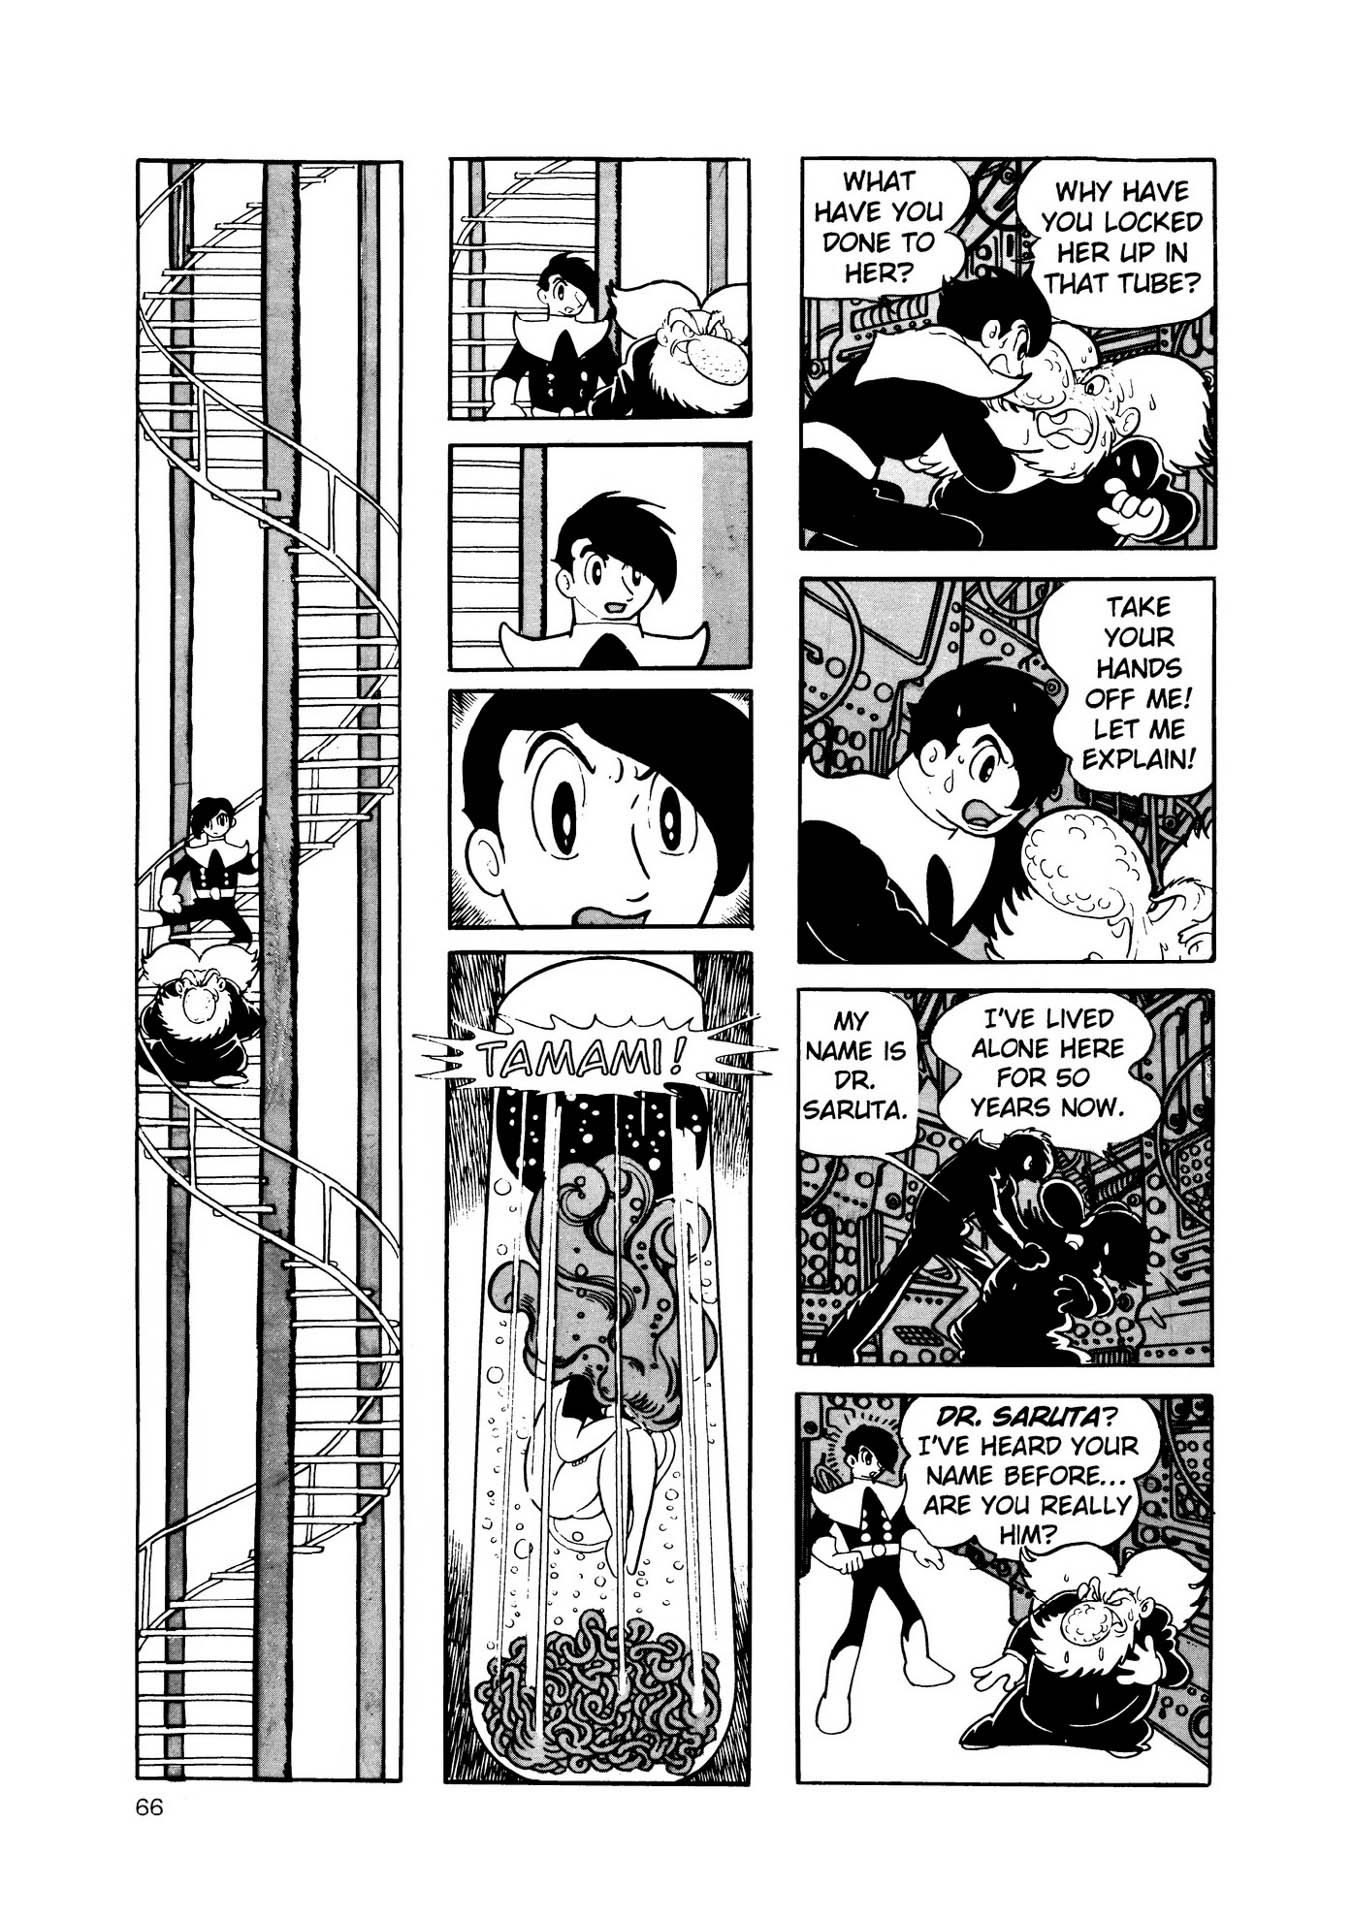 TAMAMI!
WHAT
HAVE YOU
DONE TO
HER?
WHY HAVE
YOU LOCKED
HER UP IN
THAT TUBE?
TAKE
YOUR
HANDS
OFF ME!
LET ME
EXPLAIN!
MY
NAME IS
DR.
SARUTA.
I'VE LIVED
ALONE HERE
FOR 50
YEARS NOW.
DR. SARUTA?
I'VE HEARD YOUR
NAME BEFORE...
ARE YOU REALLY
HIM?
66